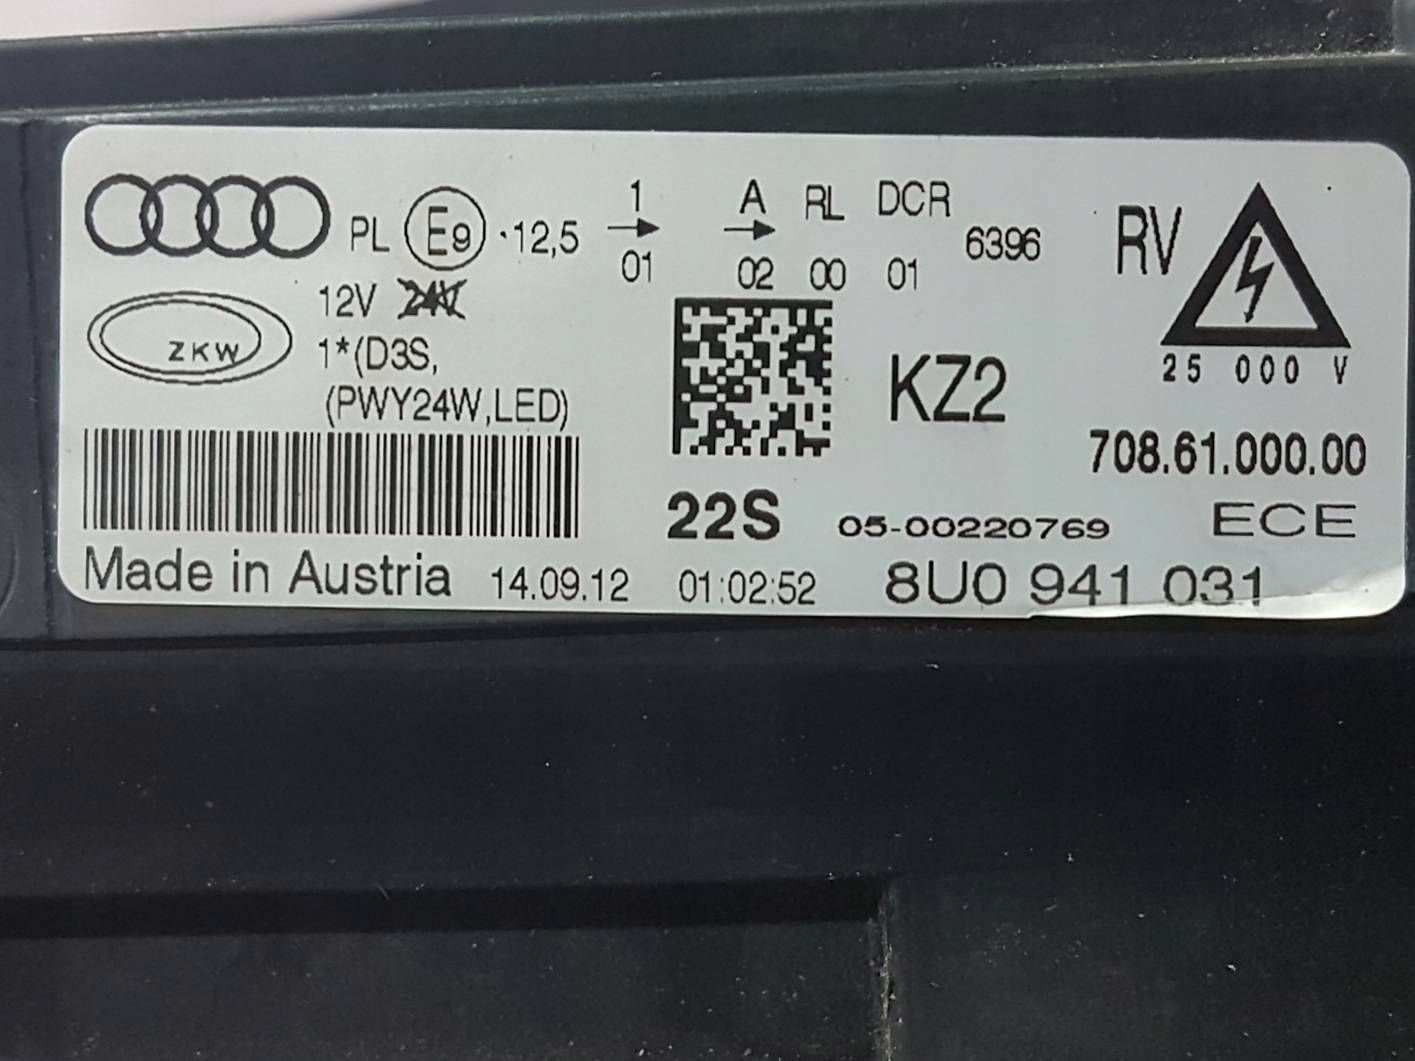 PL E9 ·12,5 1 → 01 A → 02 RL 00 DCR 01 6396 RV
12V 24V
ZKW
1*(D3S,
(PWY24W,LED)
KZ2
25 000 V
708.61.000.00
22S 05-00220769 ECE
Made in Austria 14.09.12 01:02:52 8U0 941 031